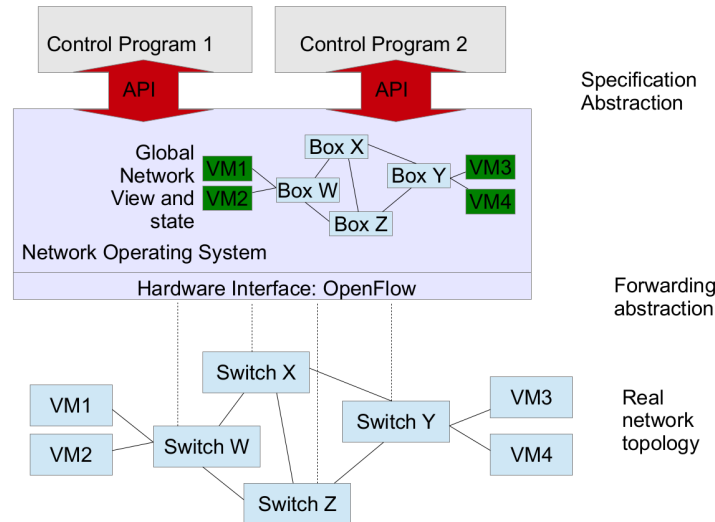 Control Program 1
Control Program 2
API
API
Specification
Abstraction
Global
Network
View and
state
VM1
VM2
Box X
Box W
Box Y
Box Z
VM3
VM4
Network Operating System
Hardware Interface: OpenFlow
Forwarding
abstraction
Switch X
VM1
VM2
Switch W
Switch Y
Switch Z
VM3
VM4
Real
network
topology